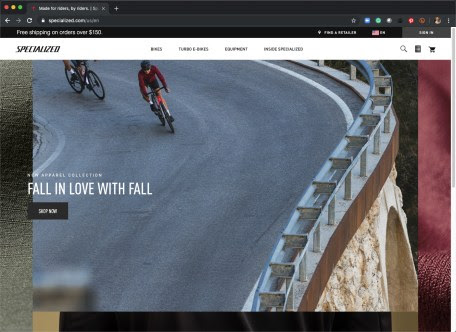 Made for riders, by riders. | S
specialized.com/us/en
Free shipping on orders over $150.
FIND A RETAILER
EN
SIGN IN
SPECIALIZED
BIKES
TURBO E-BIKES
EQUIPMENT
INSIDE SPECIALIZED
NEW APPAREL COLLECTION
FALL IN LOVE WITH FALL
SHOP NOW